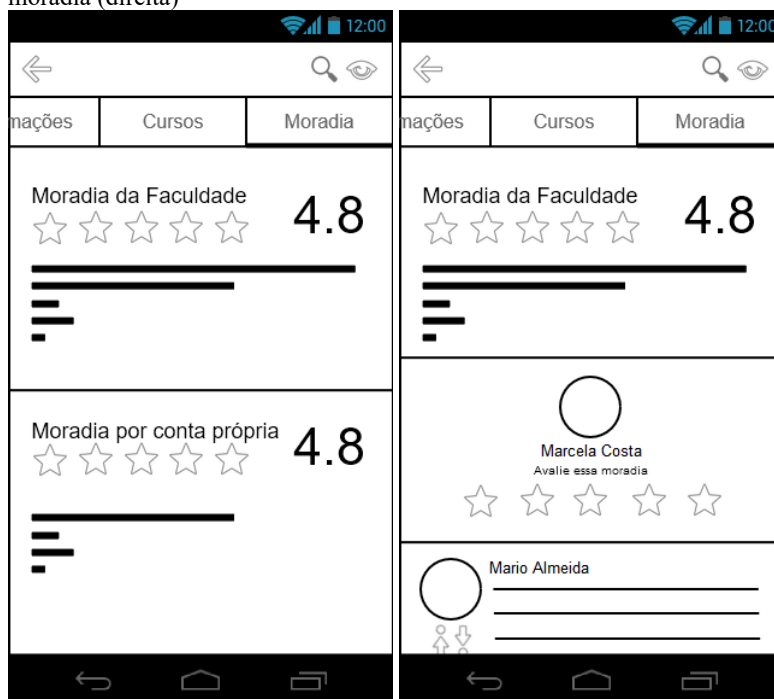 moradia (direita)
12:00
mações Cursos Moradia
Moradia da Faculdade
4.8
Moradia por conta própria
4.8
12:00
mações Cursos Moradia
Moradia da Faculdade
4.8
Marcela Costa
Avalie essa moradia
Mario Almeida